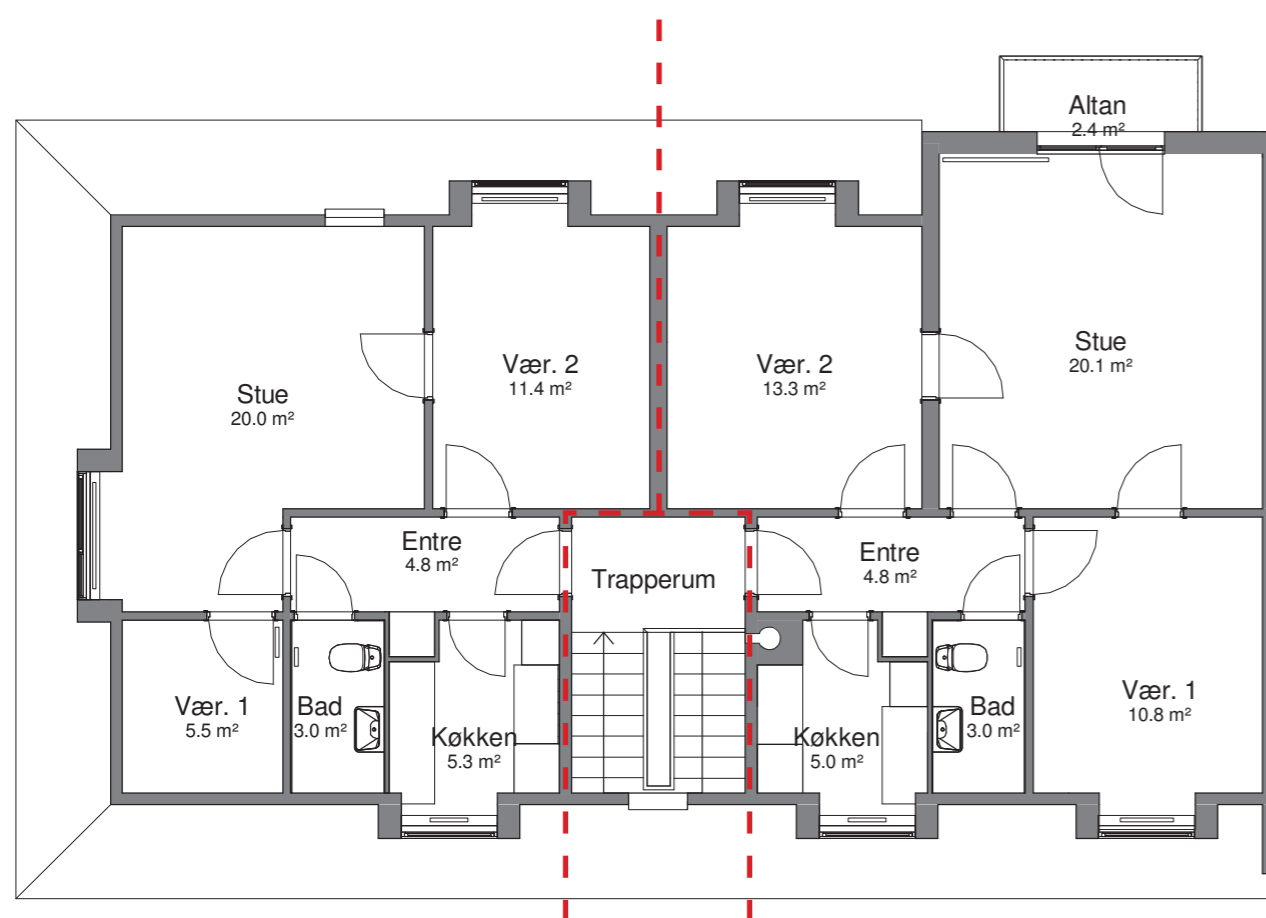 Altan
2.4 m²
Stue
20.1 m²
Vær. 2
11.4 m²
Vær. 2
13.3 m²
Stue
20.0 m²
Entre
4.8 m²
Trapperum
Entre
4.8 m²
Vær. 1
5.5 m²
Bad
3.0 m²
Køkken
5.3 m²
Køkken
5.0 m²
Bad
3.0 m²
Vær. 1
10.8 m²